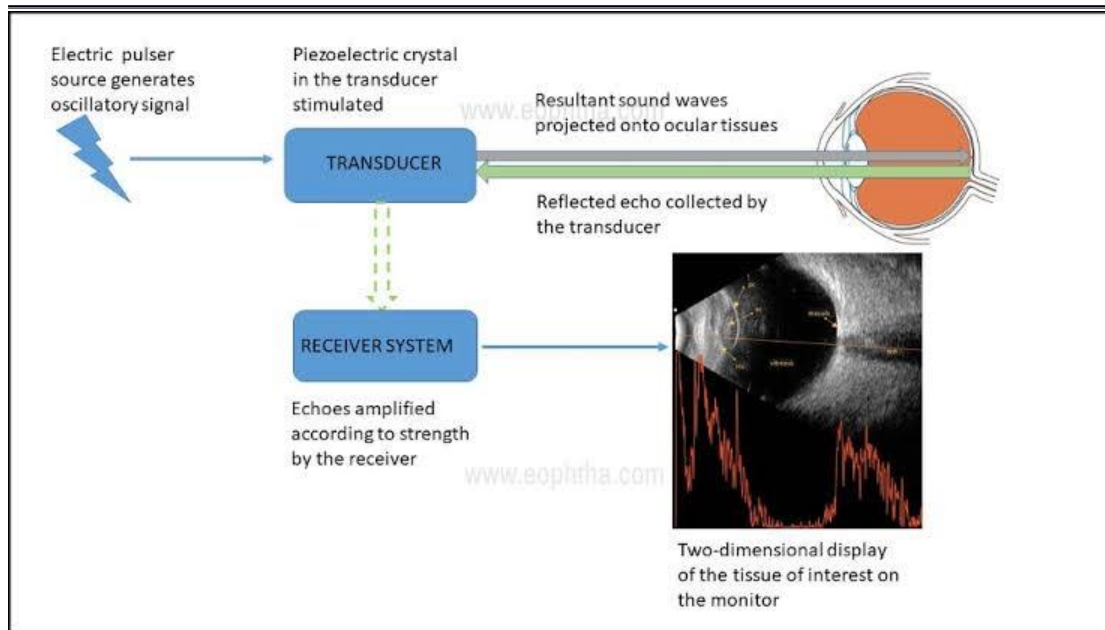 Electric pulser
source generates
oscillatory signal
Piezoelectric crystal
in the transducer
stimulated
www.eophtha.com
Resultant sound waves
projected onto ocular tissues
TRANSDUCER
Reflected echo collected by
the transducer
RECEIVER SYSTEM
Echoes amplified
according to strength
by the receiver
vitreous
www.eophtha.com
Two-dimensional display
of the tissue of interest on
the monitor